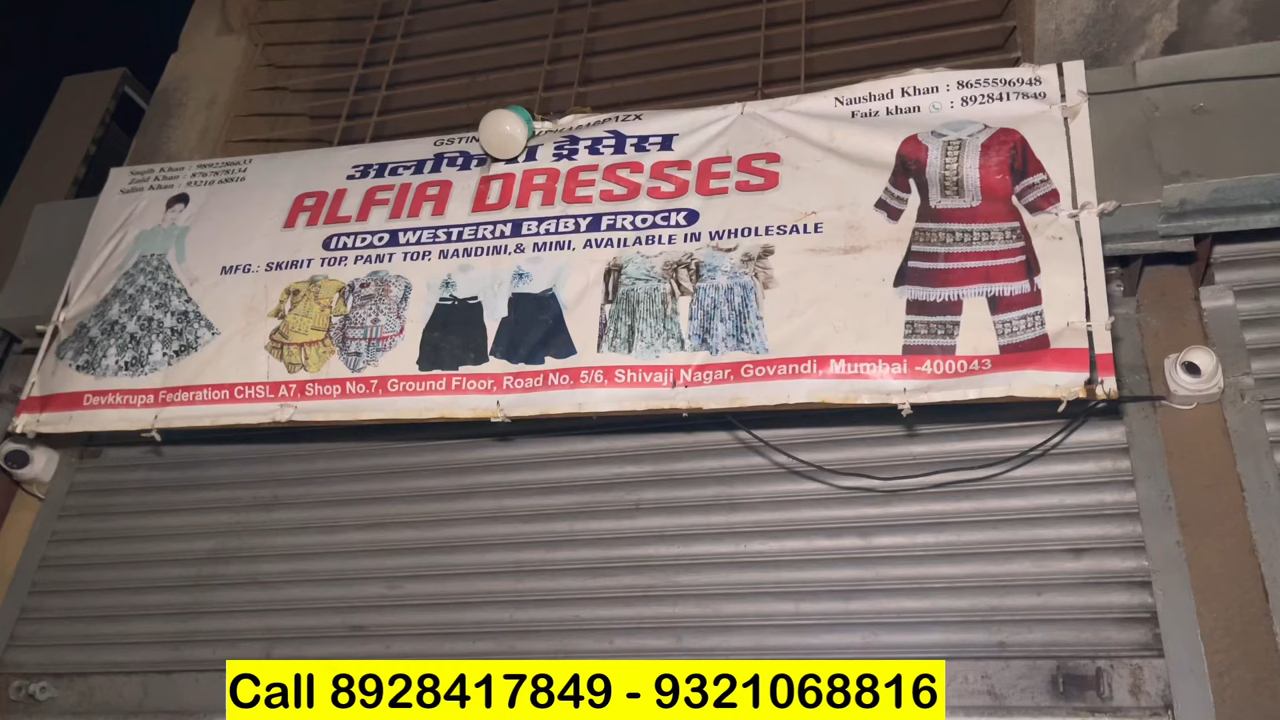 Saqib Khan : 9892286633
Zaid Khan : 8767878134
Salim Khan : 93210 68816
GSTIN
Naushad Khan : 8655596948
Faiz khan : 8928417849
ड्रेसेस
ALFIA DRESSES
INDO WESTERN BABY FROCK
MFG.: SKIRIT TOP, PANT TOP, NANDINI,& MINI, AVAILABLE IN WHOLESALE
Devkkrupa Federation CHSL A7, Shop No.7, Ground Floor, Road No. 5/6, Shivaji Nagar, Govandi, Mumbai -400043
Call 8928417849 - 9321068816